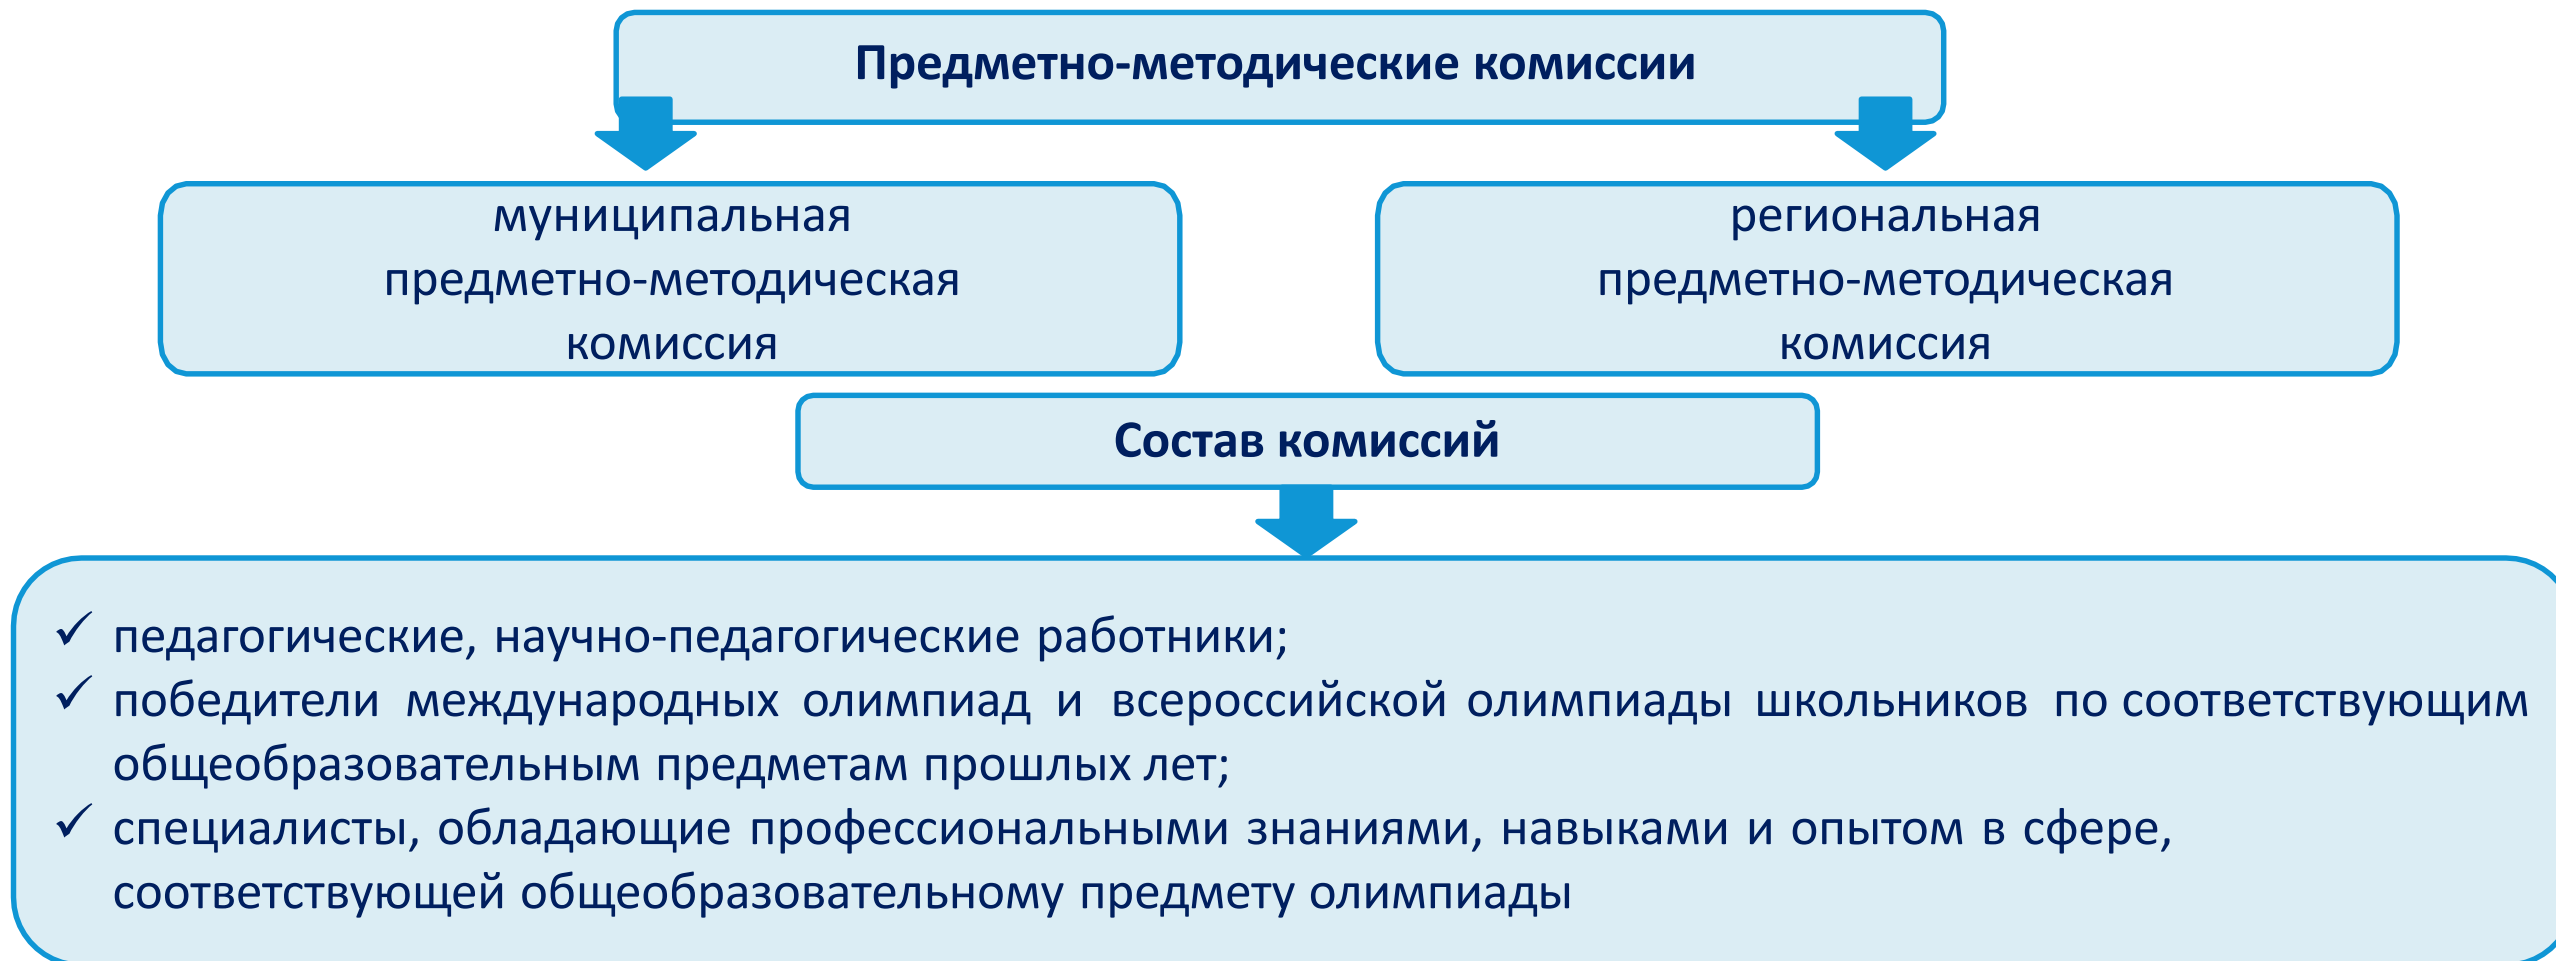 Предметно-методические комиссии
муниципальная
предметно-методическая
комиссия
региональная
предметно-методическая
комиссия
Состав комиссий
✓ педагогические, научно-педагогические работники;
✓ победители международных олимпиад и всероссийской олимпиады школьников по соответствующим
общеобразовательным предметам прошлых лет;
✓ специалисты, обладающие профессиональными знаниями, навыками и опытом в сфере,
соответствующей общеобразовательному предмету олимпиады